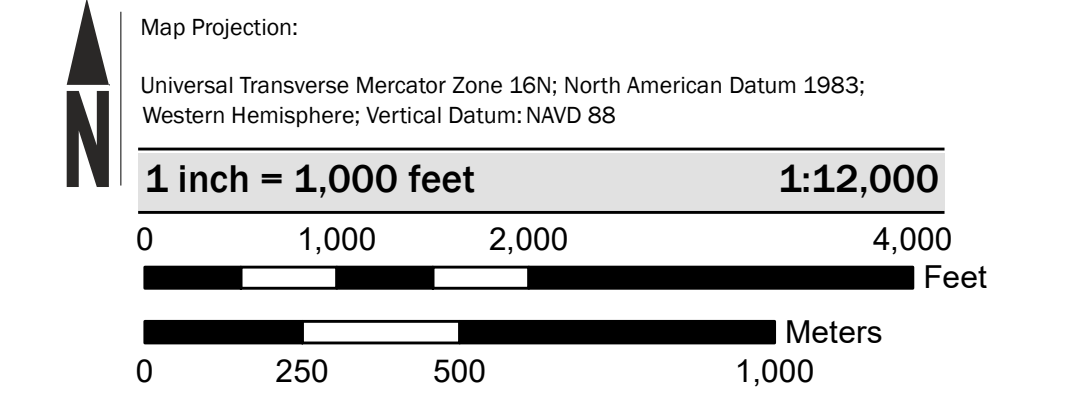 N
Map Projection:
Universal Transverse Mercator Zone 16N; North American Datum 1983;
Western Hemisphere; Vertical Datum: NAVD 88
1 inch = 1,000 feet 1:12,000
0 1,000 2,000 4,000
Feet
Meters
0 250 500 1,000